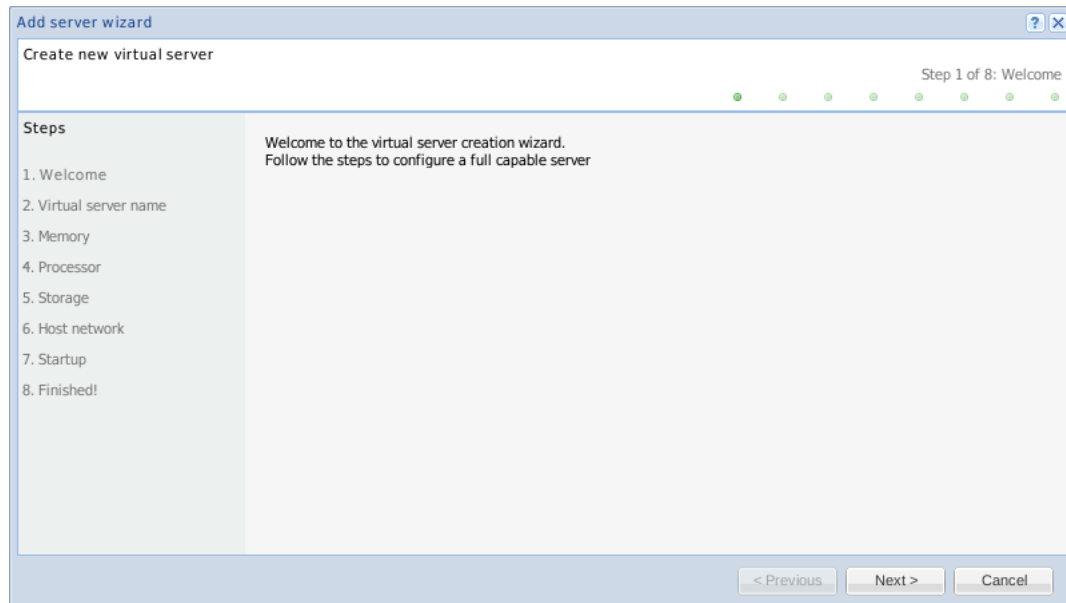 Add server wizard
?
Create new virtual server
Step 1 of 8: Welcome
Steps
1. Welcome
2. Virtual server name
3. Memory
4. Processor
5. Storage
6. Host network
7. Startup
8. Finished!
Welcome to the virtual server creation wizard.
Follow the steps to configure a full capable server
< Previous
Next >
Cancel